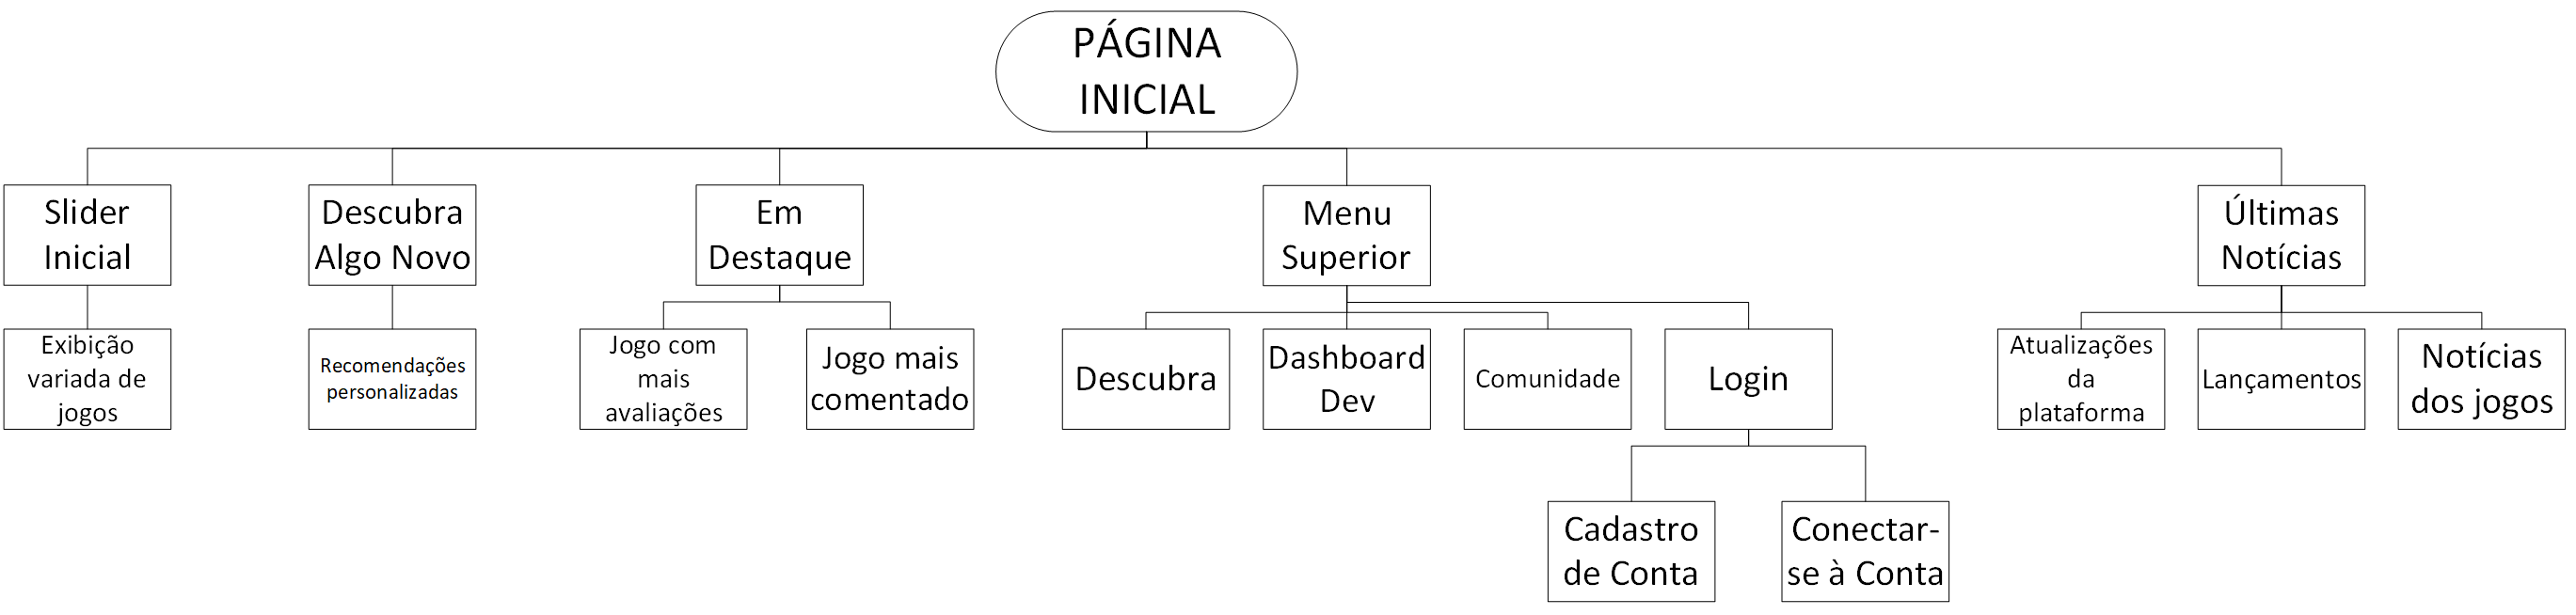 PÁGINA
INICIAL
Slider
Inicial
Descubra
Algo Novo
Em
Destaque
Menu
Superior
Últimas
Notícias
Exibição
variada de
jogos
Recomendações
personalizadas
Jogo com
mais
avaliações
Jogo mais
comentado
Descubra
Dashboard
Dev
Comunidade
Login
Atualizações
da
plataforma
Lançamentos
Notícias
dos jogos
Cadastro
de Conta
Conectar-
se à Conta